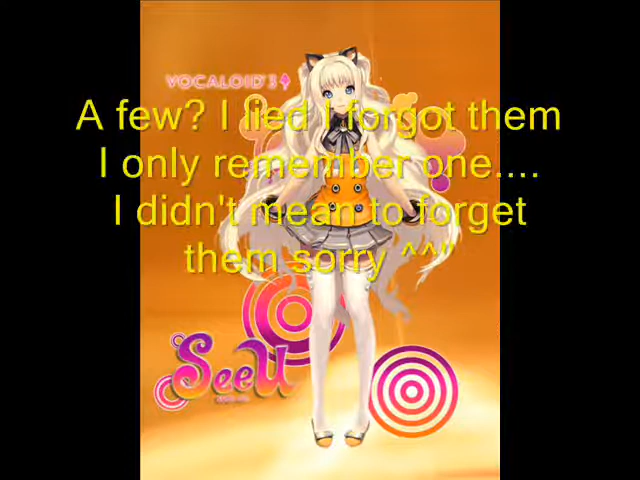 VOCALOID3
A few? I lied I forgot them
I only remember one....
I didn't mean to forget
them sorry ^^"
SeeU